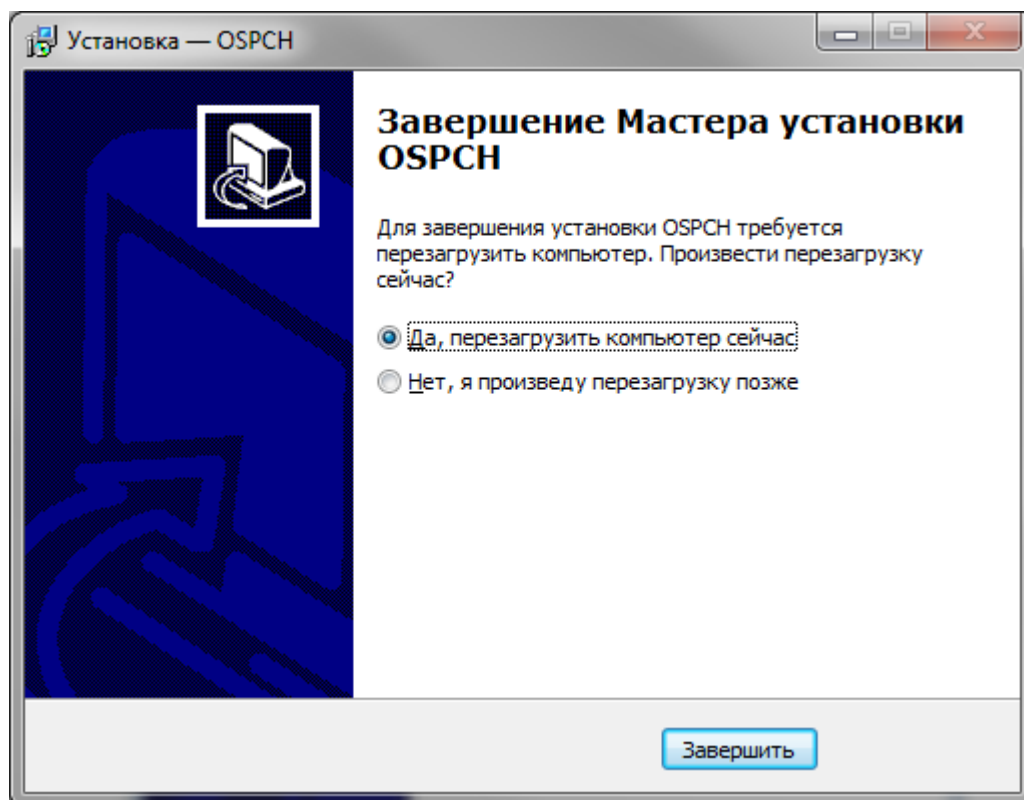 Установка — OSPCH
Завершение Мастера установки
OSPCH
Для завершения установки OSPCH требуется
перезагрузить компьютер. Произвести перезагрузку
сейчас?
Да, перезагрузить компьютер сейчас
Нет, я произведу перезагрузку позже
Завершить